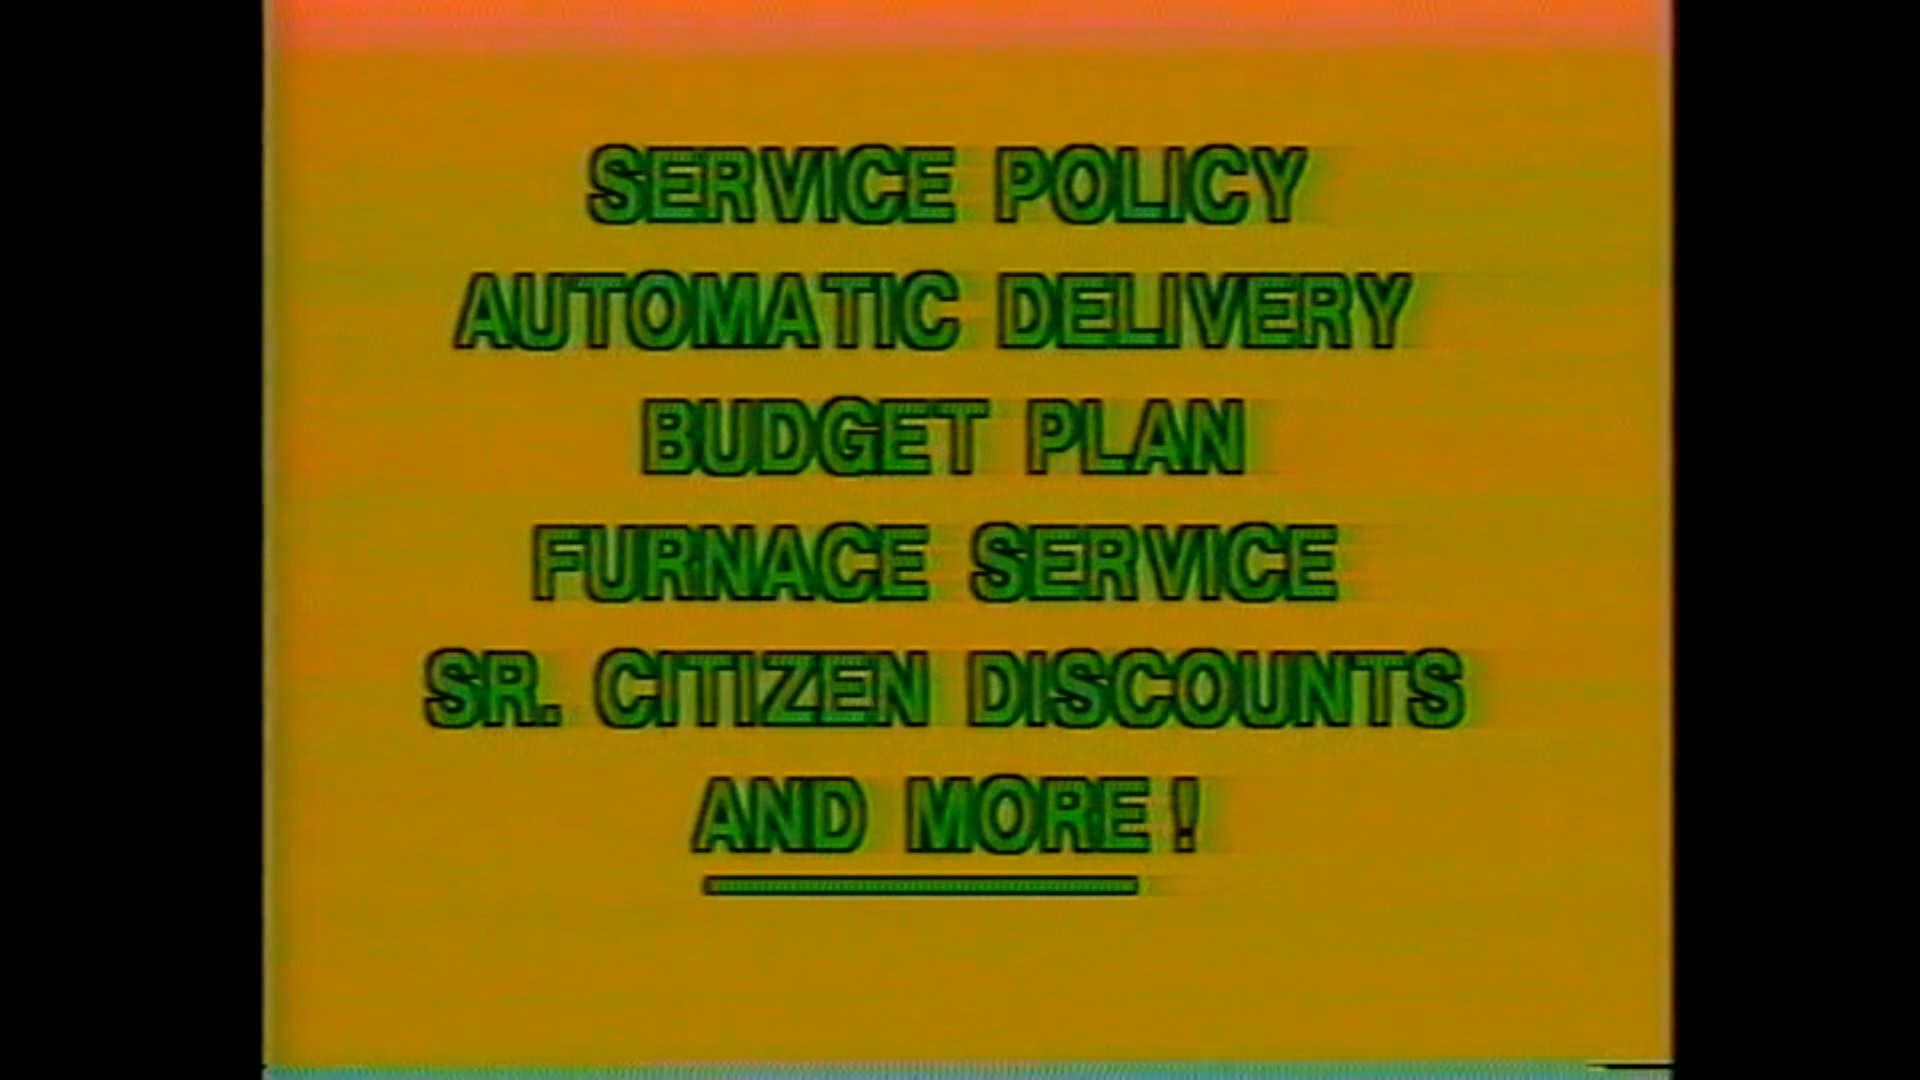 SERVICE POLICY
AUTOMATIC DELIVERY
BUDGET PLAN
FURNACE SERVICE
SR. CITIZEN DISCOUNTS
AND MORE!